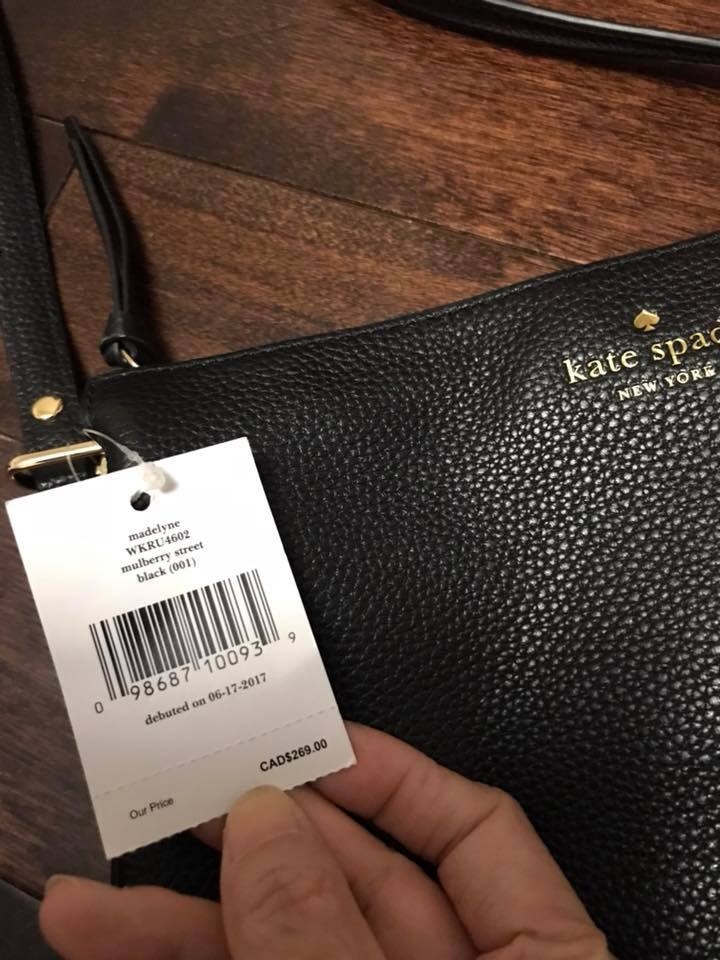 kate spad
NEW YORK
madelyne
WKRU4602
mulberry street
black (001)
0 98687 10093 9
debuted on 06-17-2017
CAD$269.00
Our Price